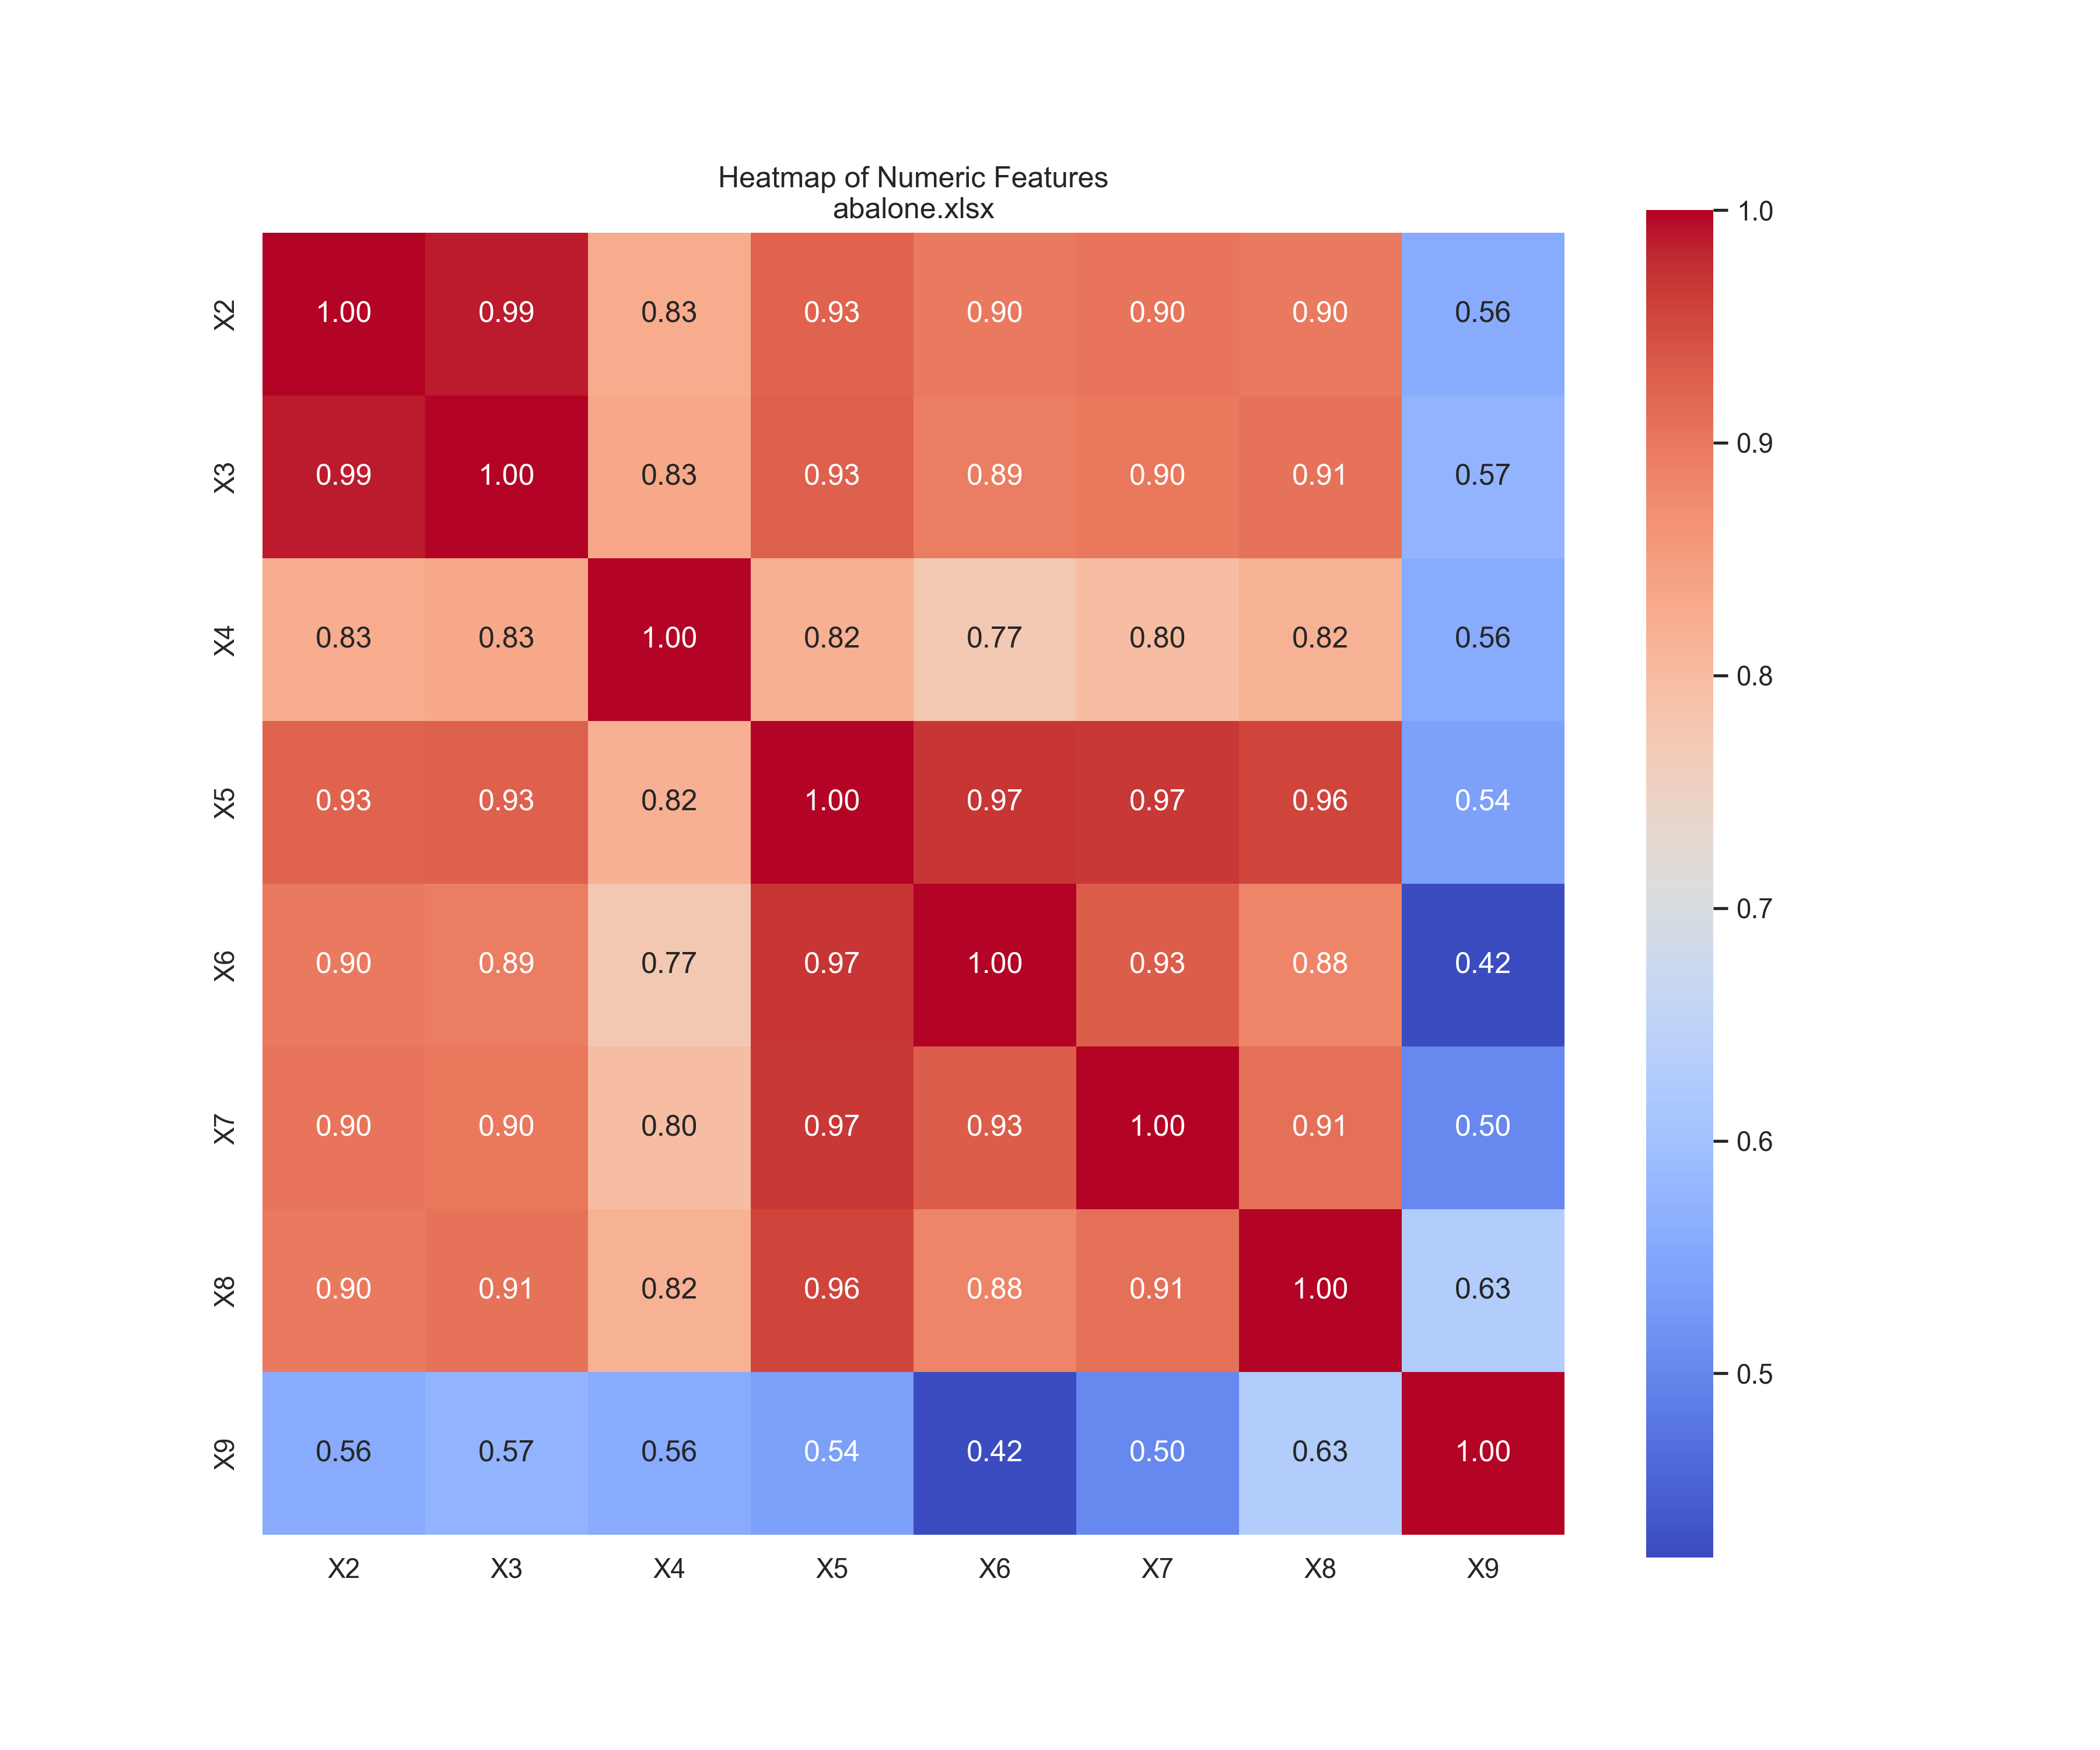 Heatmap of Numeric Features
abalone.xlsx
X2 1.00 0.99 0.83 0.93 0.90 0.90 0.90 0.56
X3 0.99 1.00 0.83 0.93 0.89 0.90 0.91 0.57
X4 0.83 0.83 1.00 0.82 0.77 0.80 0.82 0.56
X5 0.93 0.93 0.82 1.00 0.97 0.97 0.96 0.54
X6 0.90 0.89 0.77 0.97 1.00 0.93 0.88 0.42
X7 0.90 0.90 0.80 0.97 0.93 1.00 0.91 0.50
X8 0.90 0.91 0.82 0.96 0.88 0.91 1.00 0.63
X9 0.56 0.57 0.56 0.54 0.42 0.50 0.63 1.00
X2 X3 X4 X5 X6 X7 X8 X9
1.0
0.9
0.8
0.7
0.6
0.5